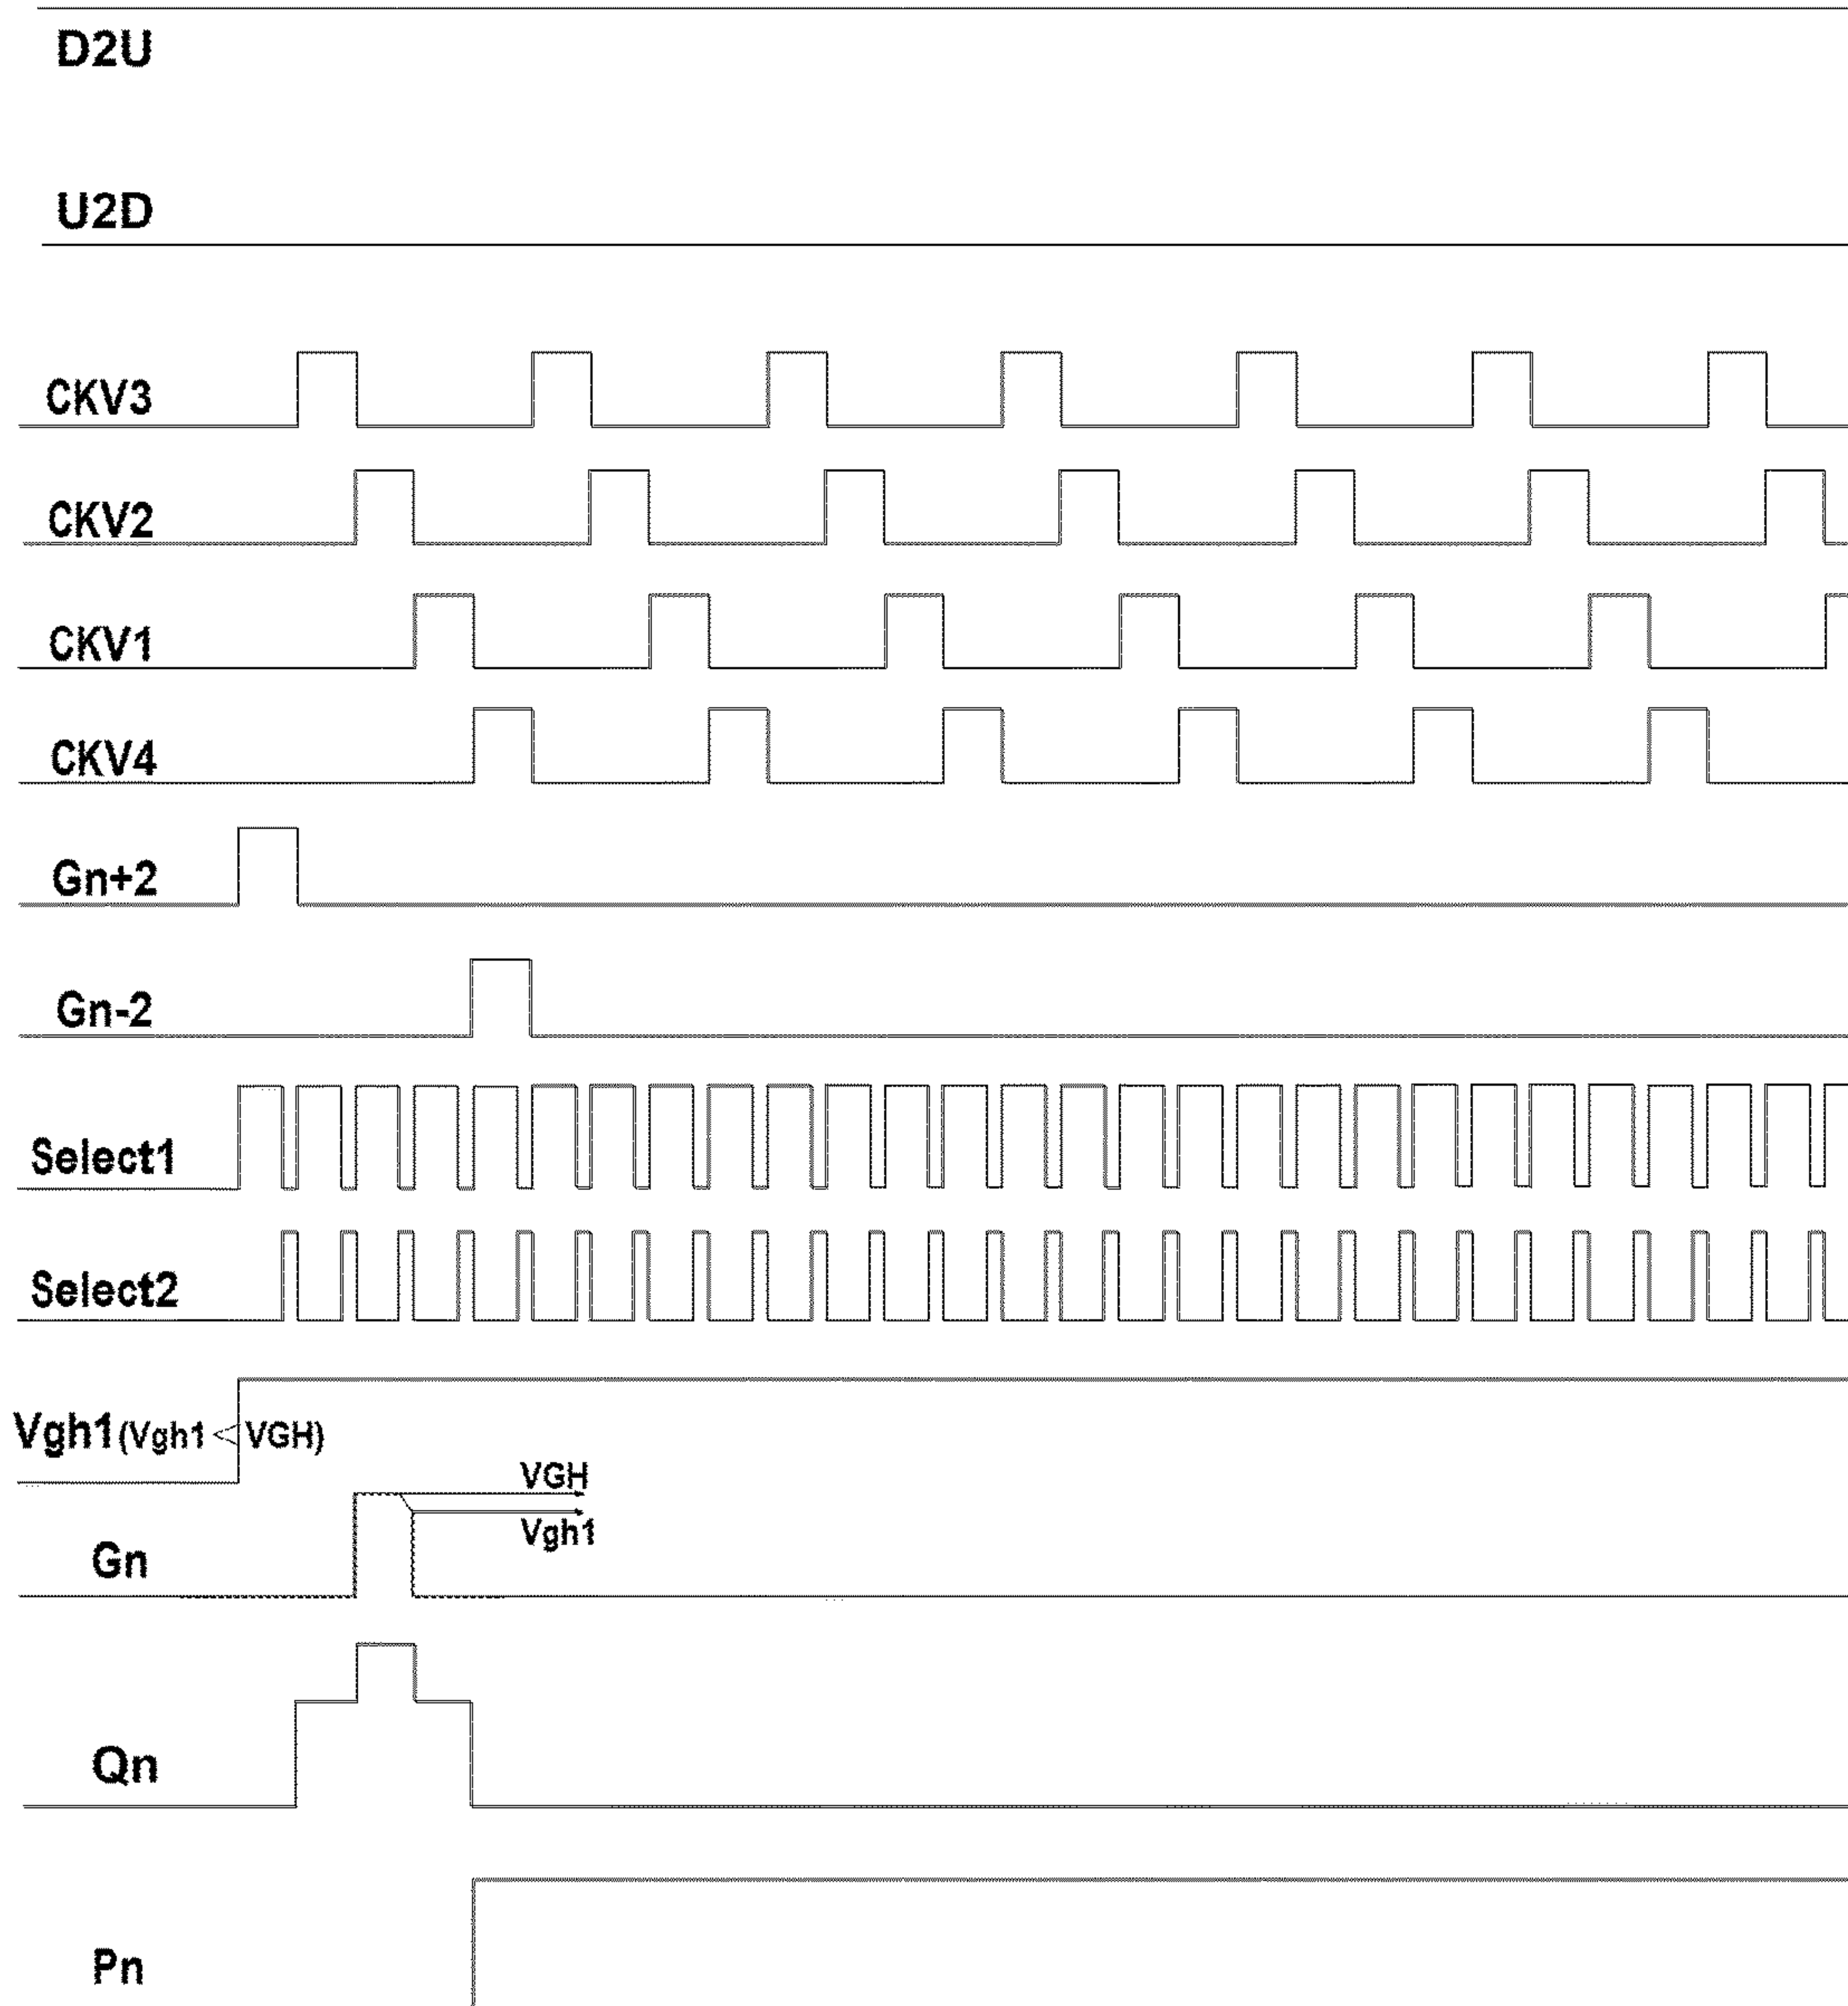 D2U
U2D
CKV3
CKV2
CKV1
CKV4
Gn+2
Gn-2
Select1
Select2
Vgh1(Vgh1 < VGH)
VGH
Vgh1
Gn
Qn
Pn